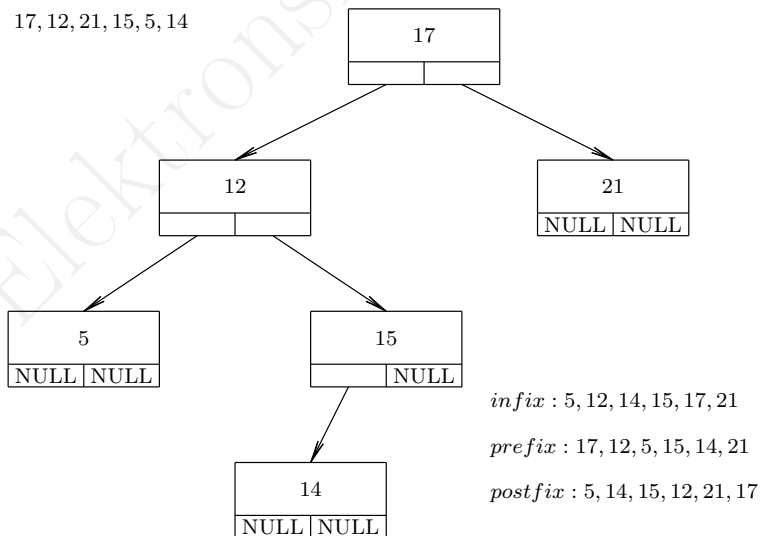 17, 12, 21, 15, 5, 14
17
12
21
NULL NULL
5
15
NULL NULL
NULL
14
NULL NULL
infix : 5, 12, 14, 15, 17, 21
prefix : 17, 12, 5, 15, 14, 21
postfix : 5, 14, 15, 12, 21, 17